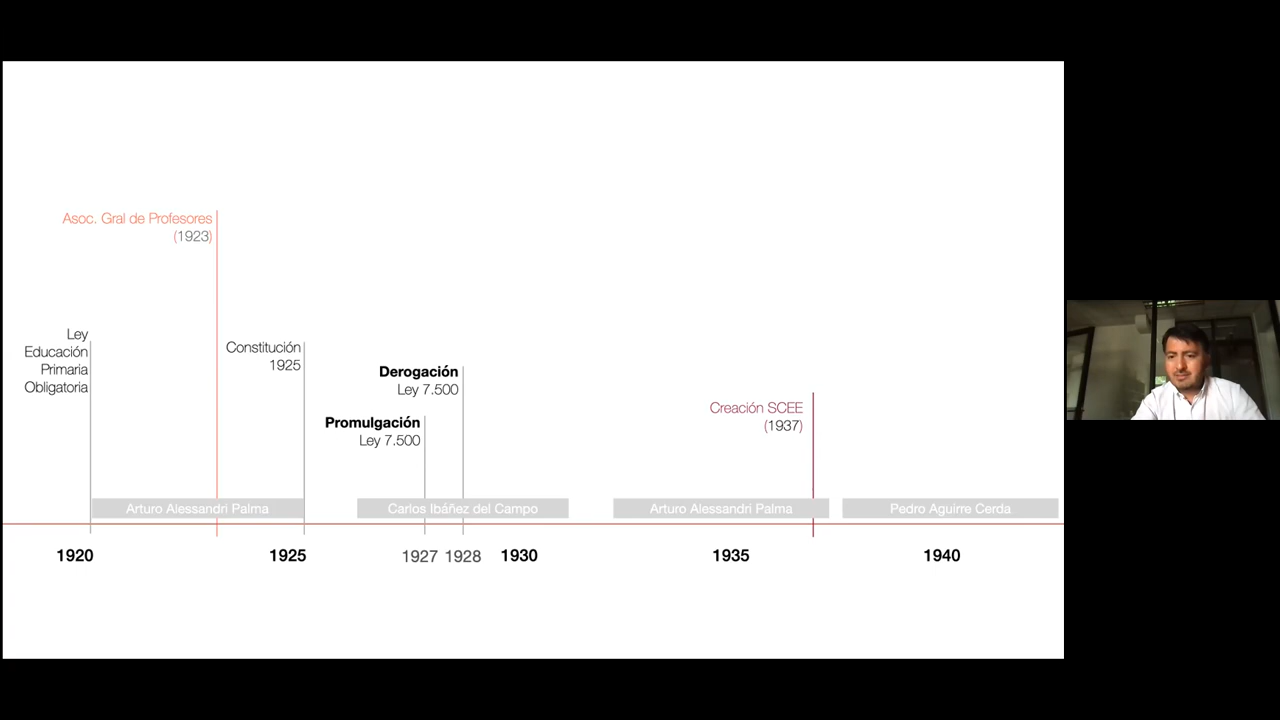 Asoc. Gral de Profesores
(1923)
Ley
Educación
Primaria
Obligatoria
Constitución
1925
Derogación
Ley 7.500
Promulgación
Ley 7.500
Creación SCEE
(1937)
Arturo Alessandri Palma
Carlos Ibáñez del Campo
Arturo Alessandri Palma
Pedro Aguirre Cerda
1920
1925
1927
1928
1930
1935
1940